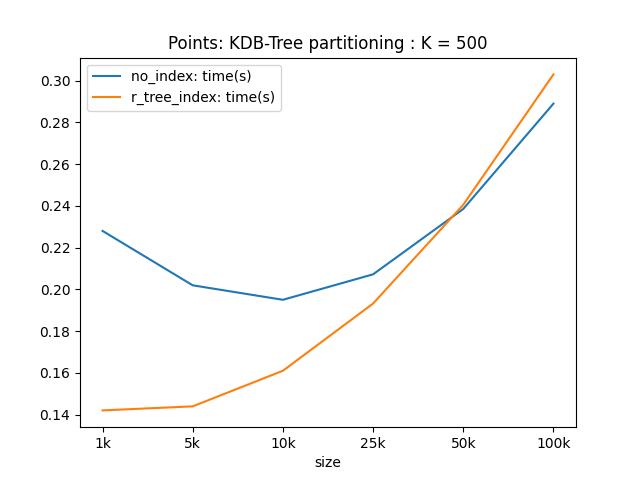 Points: KDB-Tree partitioning : K = 500
no_index: time(s)
r_tree_index: time(s)
0.30
0.28
0.26
0.24
0.22
0.20
0.18
0.16
0.14
1k 5k 10k 25k 50k 100k
size